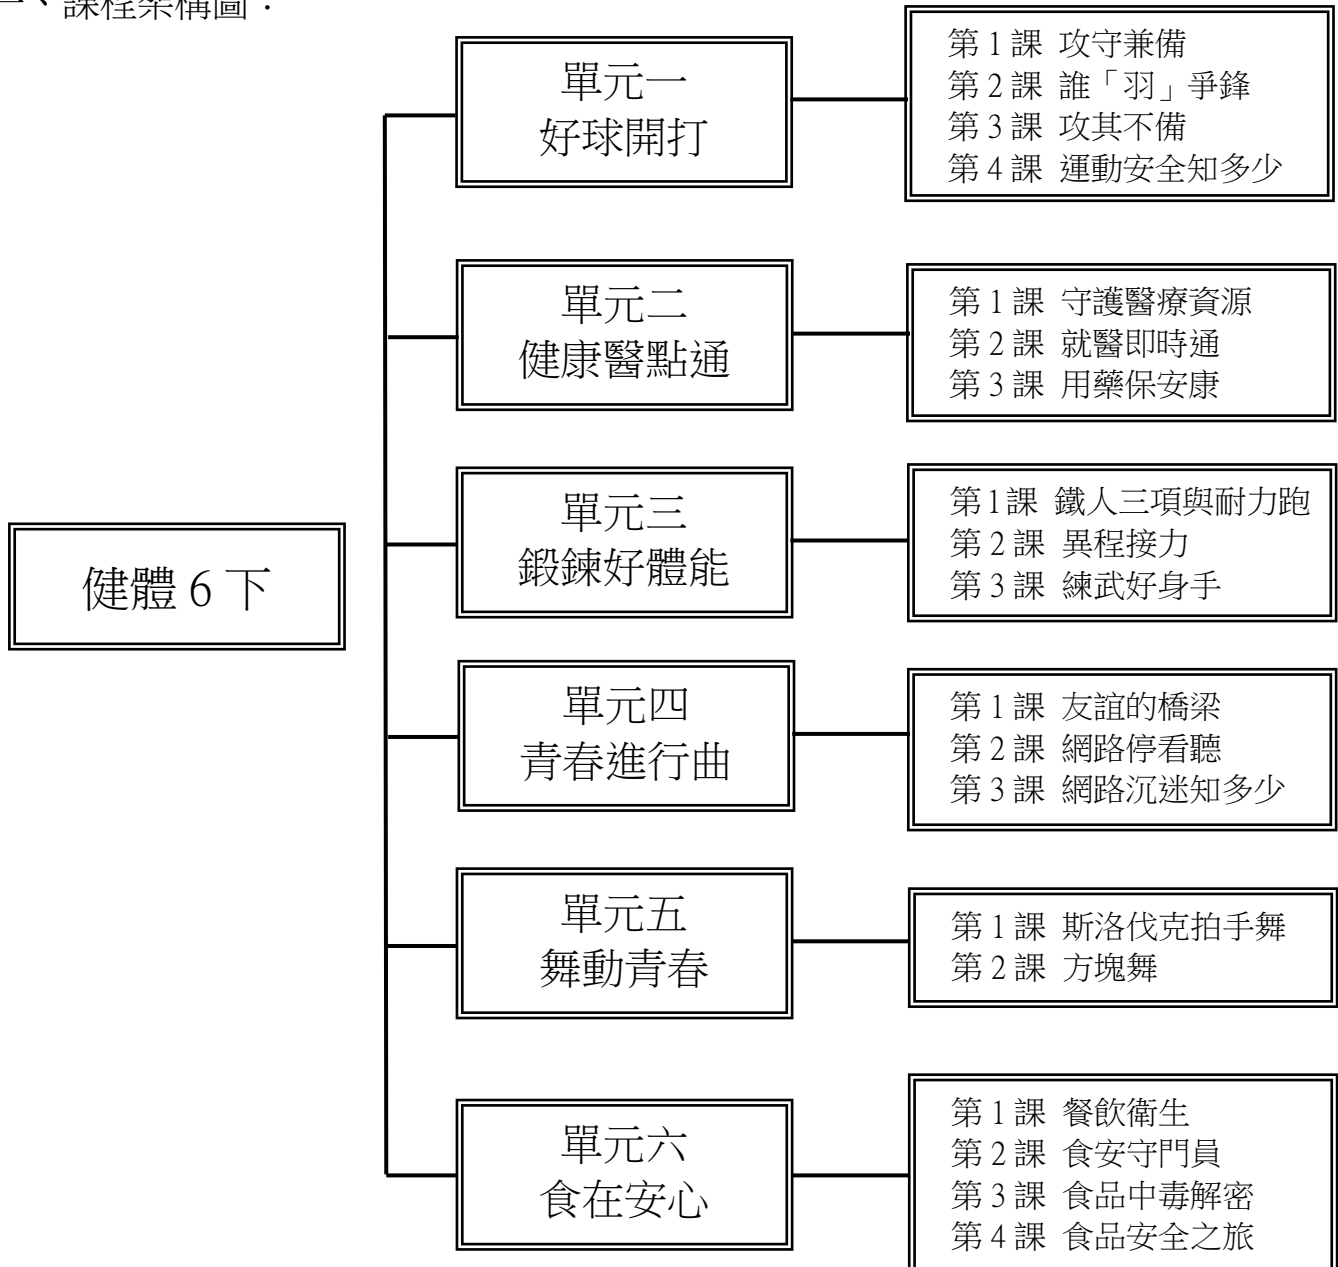 、課程架構圖：
健體 6 下
單元一
好球開打
第 1 課 攻守兼備
第 2 課 誰「羽」爭鋒
第 3 課 攻其不備
第 4 課 運動安全知多少
單元二
健康醫點通
第 1 課 守護醫療資源
第 2 課 就醫即時通
第 3 課 用藥保安康
單元三
鍛鍊好體能
第1課 鐵人三項與耐力跑
第 2 課 異程接力
第 3 課 練武好身手
單元四
青春進行曲
第 1 課 友誼的橋梁
第 2 課 網路停看聽
第 3 課 網路沉迷知多少
單元五
舞動青春
第 1 課 斯洛伐克拍手舞
第 2 課 方塊舞
單元六
食在安心
第 1 課 餐飲衛生
第 2 課 食安守門員
第 3 課 食品中毒解密
第 4 課 食品安全之旅